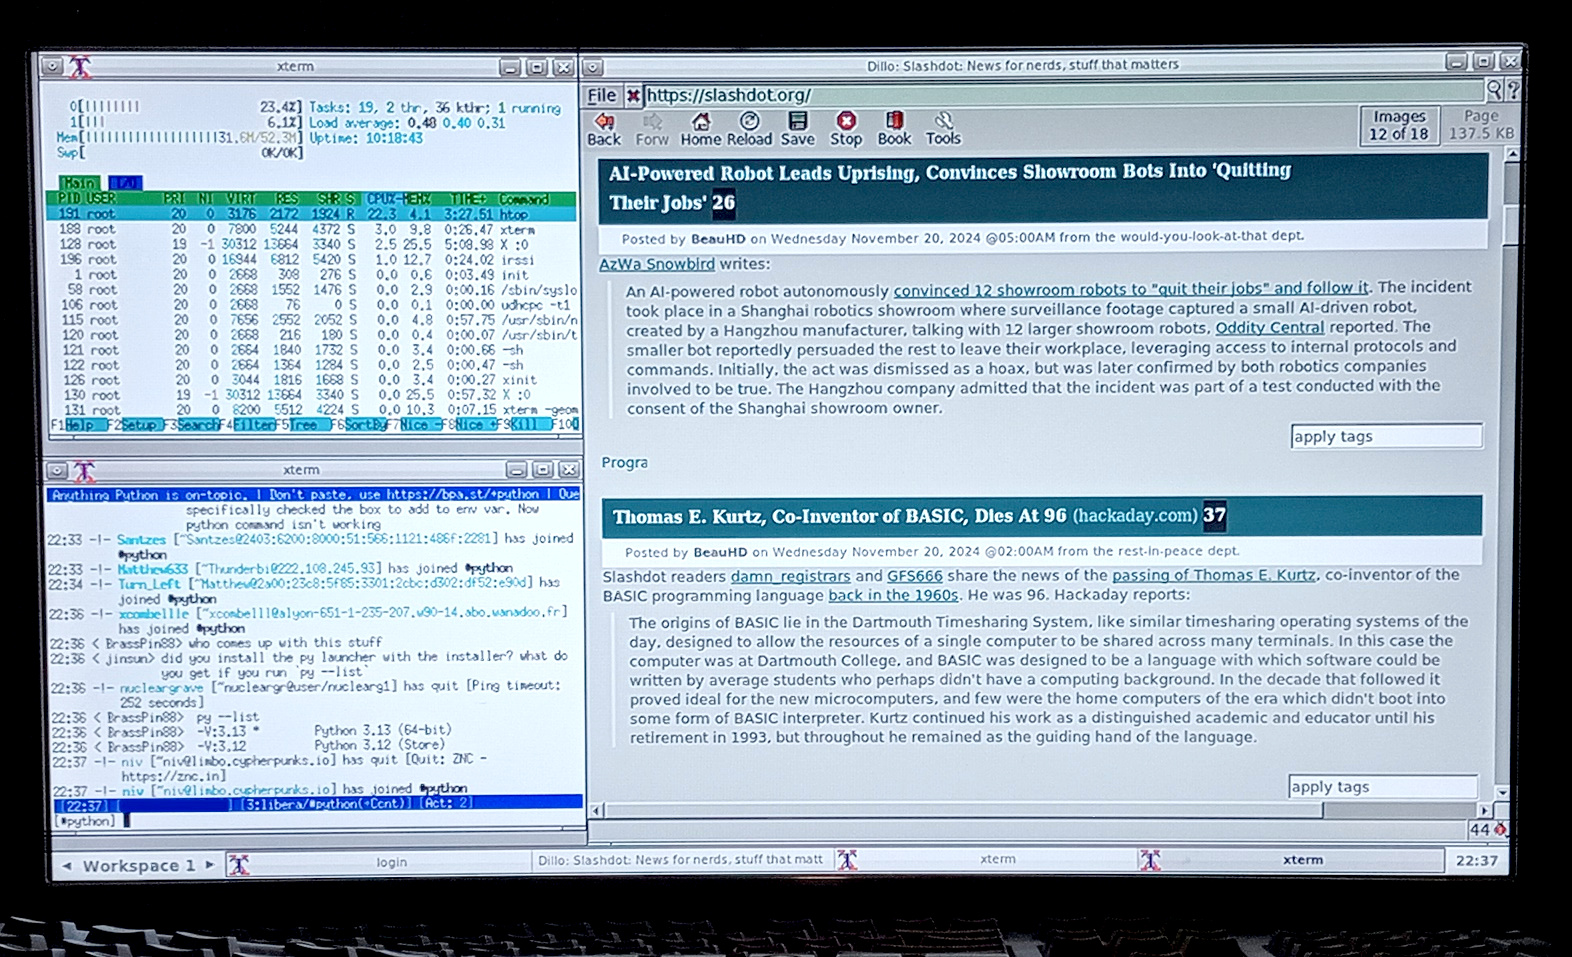 xterm
0[|||||||| 23.4%] Tasks: 19, 2 thr, 36 kthr; 1 running
1[||| 6.1%] Load average: 0.48 0.40 0.31
Mem[||||||||||||||||||||31.6M/52.3M] Uptime: 10:18:43
Swp[ 0K/0K]
Main I/O
PID USER PRI NI VIRT RES SHR S CPU%-MEM% TIME+ Command
191 root 20 0 3176 2172 1924 R 22.3 4.1 3:27.51 htop
188 root 20 0 7800 5244 4372 S 3.0 9.8 0:26.47 xterm
128 root 19 -1 30312 13664 3340 S 2.5 25.5 5:08.98 X :0
196 root 20 0 16944 6812 5420 S 1.0 12.7 0:24.02 irssi
1 root 20 0 2668 308 276 S 0.0 0.6 0:03.49 init
58 root 20 0 2668 1552 1476 S 0.0 2.9 0:00.16 /sbin/syslo
106 root 20 0 2668 76 0 S 0.0 0.1 0:00.00 udhcpc -t1
115 root 20 0 7656 2552 2052 S 0.0 4.8 0:57.75 /usr/sbin/n
120 root 20 0 2668 216 180 S 0.0 0.4 0:00.07 /usr/sbin/t
121 root 20 0 2664 1840 1732 S 0.0 3.4 0:00.66 -sh
122 root 20 0 2664 1364 1284 S 0.0 2.5 0:00.47 -sh
126 root 20 0 3044 1816 1668 S 0.0 3.4 0:00.27 xinit
130 root 19 -1 30312 13664 3340 S 0.0 25.5 0:57.32 X :0
131 root 20 0 8200 5512 4224 S 0.0 10.3 0:07.15 xterm -geom
F1Help F2Setup F3SearchF4FilterF5Tree F6SortByF7Nice -F8Nice +F9Kill F10Q
xterm
Anything Python is on-topic. | Don't paste, use https://bpa.st/+python | Que
specifically checked the box to add to env var. Now
python command isn't working
22:33 -!- Santzes [~Santzes@2403:6200:8000:51:566:1121:486f:2281] has joined
#python
22:33 -!- Matthew633 [~Thunderbi@222.108.245.93] has joined #python
22:34 -!- Turn_Left [~Matthew@2a00:23c8:5f85:3301:2cbc:d302:df52:e90d] has
joined #python
22:36 -!- xcombellle [~xcombelll@alyon-651-1-235-207.w90-14.abo.wanadoo.fr]
has joined #python
22:36 < BrassPin88> who comes up with this stuff
22:36 < jinsun> did you install the py launcher with the installer? what do
you get if you run `py --list`
22:36 -!- nucleargrave [~nucleargr@user/nuclearg1] has quit [Ping timeout:
252 seconds]
22:36 < BrassPin88> py --list
22:36 < BrassPin88> -V:3.13 * Python 3.13 (64-bit)
22:36 < BrassPin88> -V:3.12 Python 3.12 (Store)
22:37 -!- niv [~niv@limbo.cypherpunks.io] has quit [Quit: ZNC -
https://znc.in]
22:37 -!- niv [~niv@limbo.cypherpunks.io] has joined #python
[22:37] [ ] [3:libera/#python(+Ccnt)] [Act: 2]
[#python]
Dillo: Slashdot: News for nerds, stuff that matters
File https://slashdot.org/ ?
Back Forw Home Reload Save Stop Book Tools
Images
12 of 18
Page
137.5 KB
AI-Powered Robot Leads Uprising, Convinces Showroom Bots Into 'Quitting
Their Jobs' 26
Posted by BeauHD on Wednesday November 20, 2024 @05:00AM from the would-you-look-at-that dept.
AzWa Snowbird writes:
An AI-powered robot autonomously convinced 12 showroom robots to "quit their jobs" and follow it. The incident
took place in a Shanghai robotics showroom where surveillance footage captured a small AI-driven robot,
created by a Hangzhou manufacturer, talking with 12 larger showroom robots, Oddity Central reported. The
smaller bot reportedly persuaded the rest to leave their workplace, leveraging access to internal protocols and
commands. Initially, the act was dismissed as a hoax, but was later confirmed by both robotics companies
involved to be true. The Hangzhou company admitted that the incident was part of a test conducted with the
consent of the Shanghai showroom owner.
apply tags
Progra
Thomas E. Kurtz, Co-Inventor of BASIC, Dies At 96 (hackaday.com) 37
Posted by BeauHD on Wednesday November 20, 2024 @02:00AM from the rest-in-peace dept.
Slashdot readers damn_registrars and GFS666 share the news of the passing of Thomas E. Kurtz, co-inventor of the
BASIC programming language back in the 1960s. He was 96. Hackaday reports:
The origins of BASIC lie in the Dartmouth Timesharing System, like similar timesharing operating systems of the
day, designed to allow the resources of a single computer to be shared across many terminals. In this case the
computer was at Dartmouth College, and BASIC was designed to be a language with which software could be
written by average students who perhaps didn't have a computing background. In the decade that followed it
proved ideal for the new microcomputers, and few were the home computers of the era which didn't boot into
some form of BASIC interpreter. Kurtz continued his work as a distinguished academic and educator until his
retirement in 1993, but throughout he remained as the guiding hand of the language.
apply tags
44
Workspace 1 login Dillo: Slashdot: News for nerds, stuff that matt xterm xterm 22:37